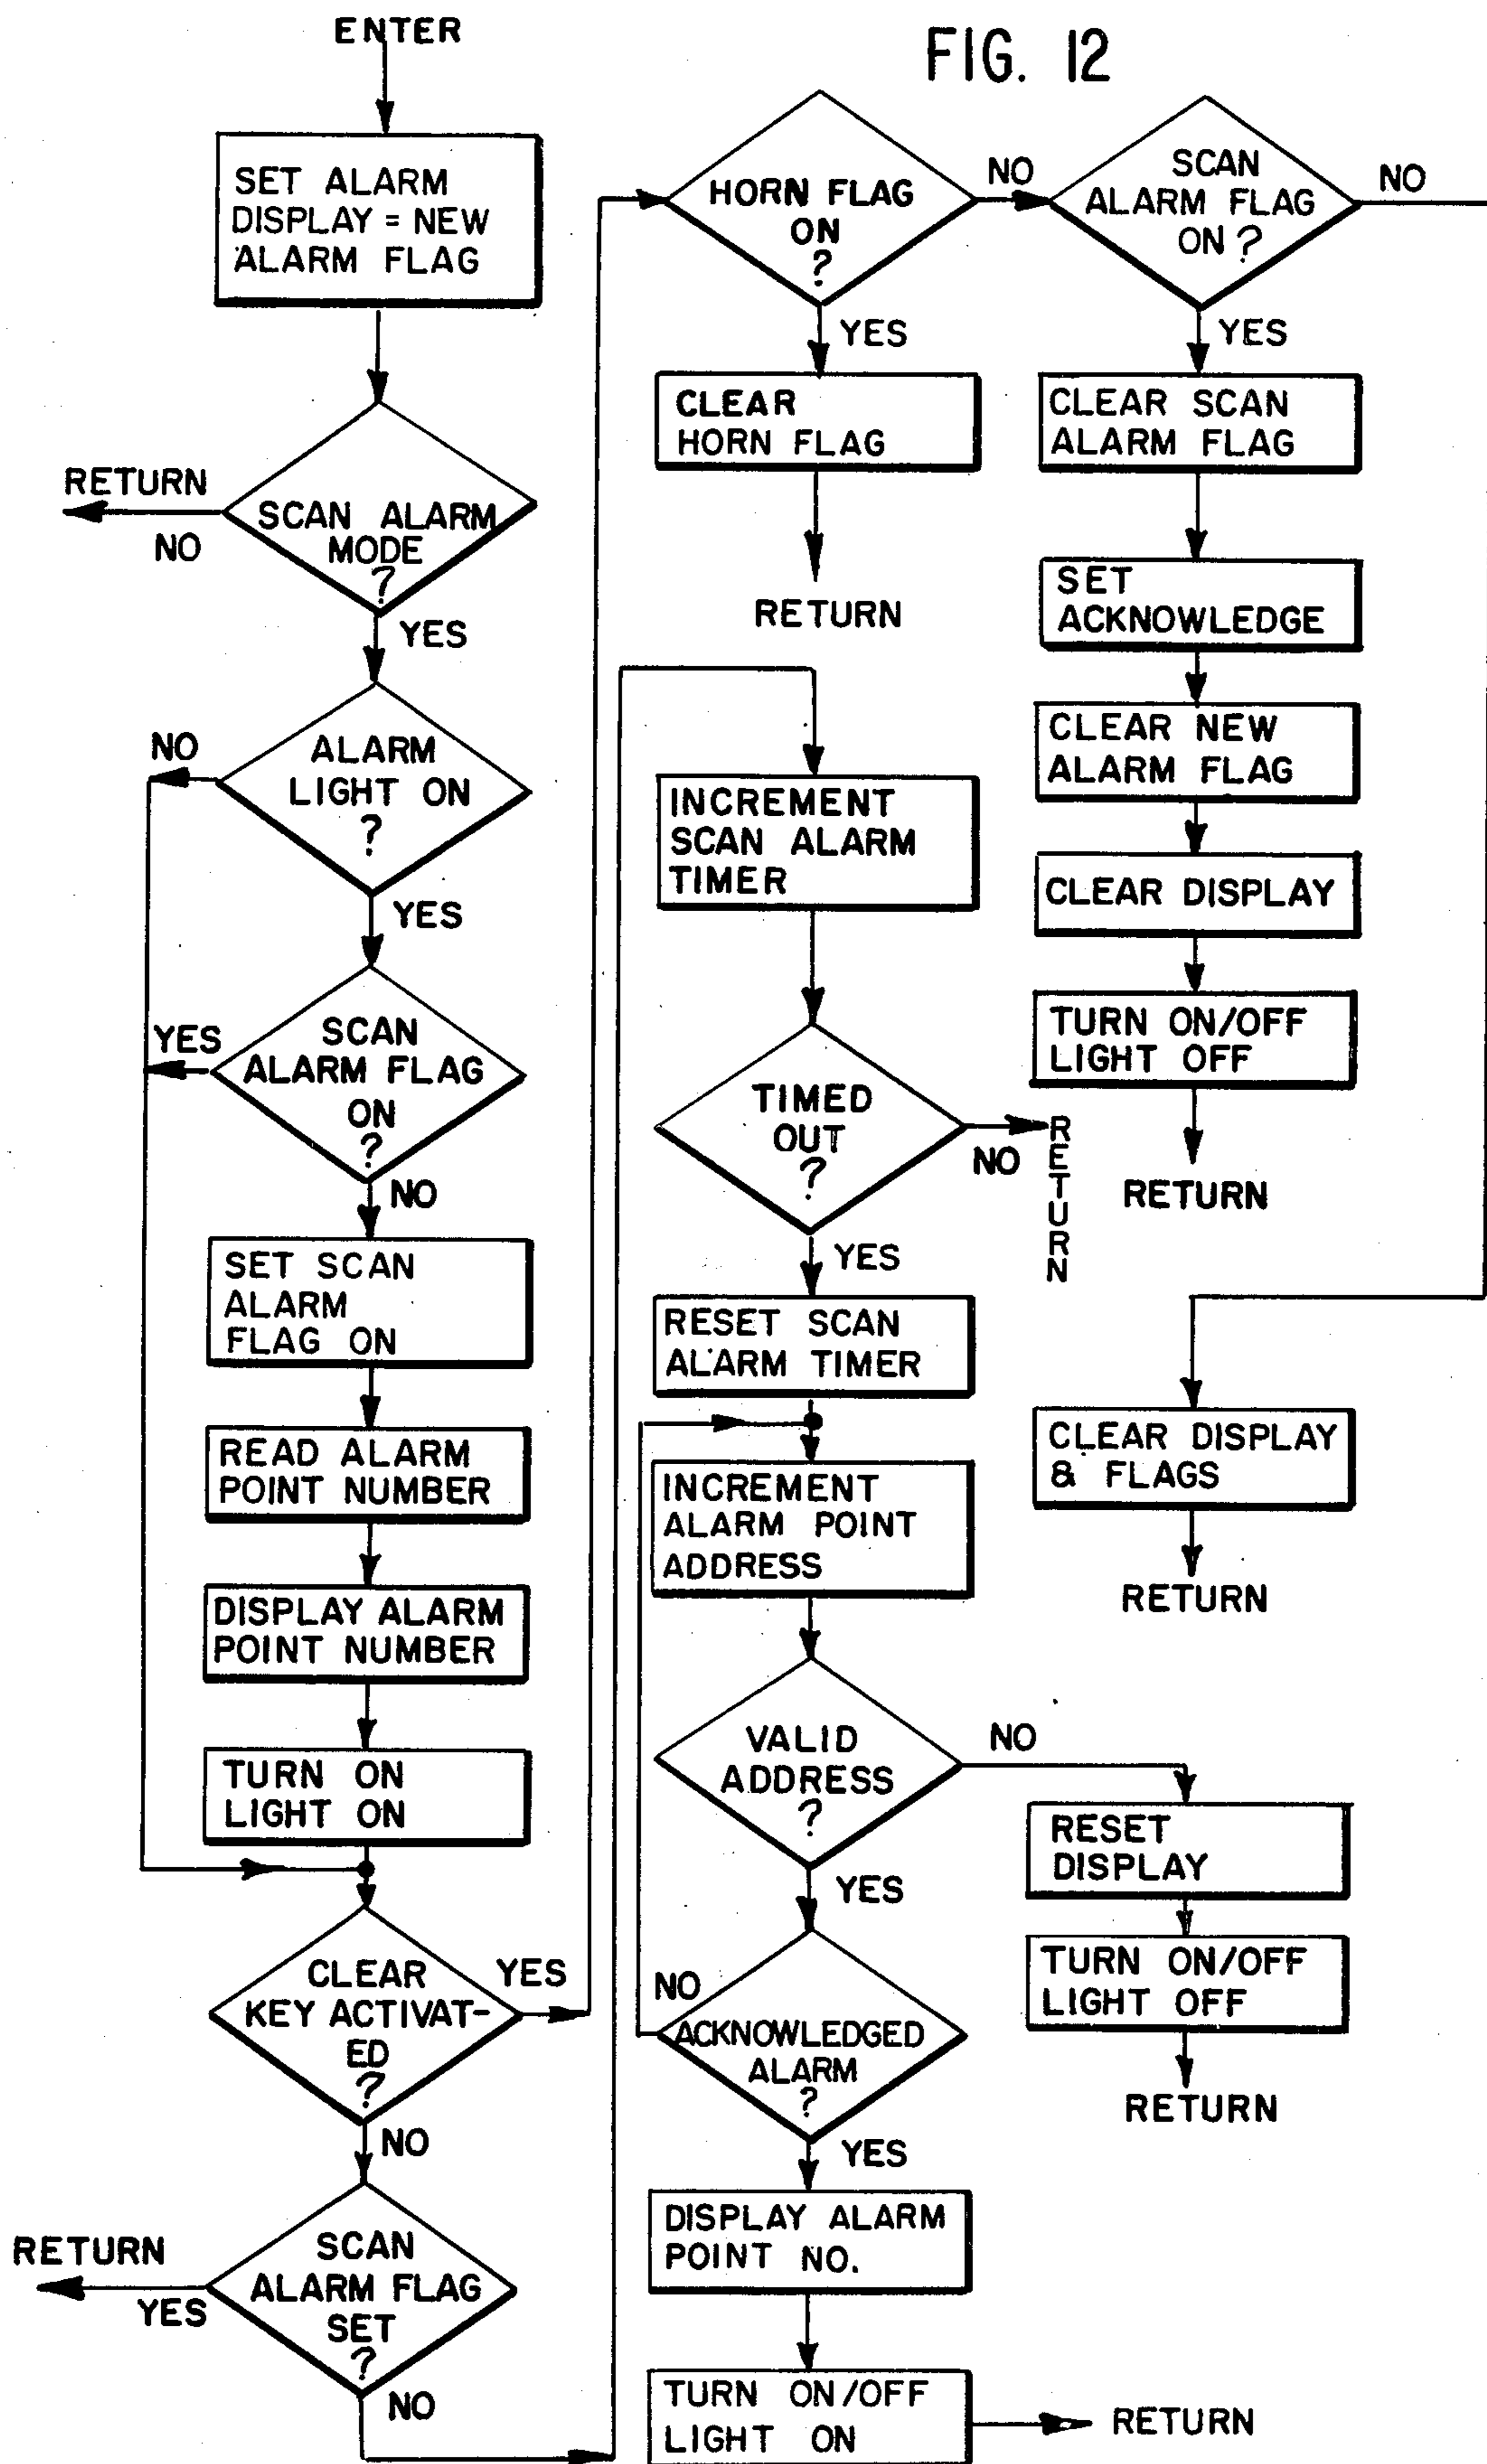 FIG. 12
ENTER
SET ALARM
DISPLAY = NEW
ALARM FLAG
SCAN ALARM
MODE
?
RETURN
NO
YES
ALARM
LIGHT ON
?
NO
YES
SCAN
ALARM FLAG
ON
?
YES
NO
SET SCAN
ALARM
FLAG ON
READ ALARM
POINT NUMBER
DISPLAY ALARM
POINT NUMBER
TURN ON
LIGHT ON
CLEAR
KEY ACTIVAT-
ED
?
YES
NO
SCAN
ALARM FLAG
SET
?
RETURN
YES
NO
HORN FLAG
ON
?
NO
YES
CLEAR
HORN FLAG
RETURN
INCREMENT
SCAN ALARM
TIMER
TIMED
OUT
?
NO
RETURN
YES
RESET SCAN
ALARM TIMER
INCREMENT
ALARM POINT
ADDRESS
VALID
ADDRESS
?
NO
YES
ACKNOWLEDGED
ALARM
?
NO
YES
DISPLAY ALARM
POINT NO.
TURN ON/OFF
LIGHT ON
RETURN
SCAN
ALARM FLAG
ON ?
NO
YES
CLEAR SCAN
ALARM FLAG
SET
ACKNOWLEDGE
CLEAR NEW
ALARM FLAG
CLEAR DISPLAY
TURN ON/OFF
LIGHT OFF
RETURN
CLEAR DISPLAY
& FLAGS
RETURN
RESET
DISPLAY
TURN ON/OFF
LIGHT OFF
RETURN